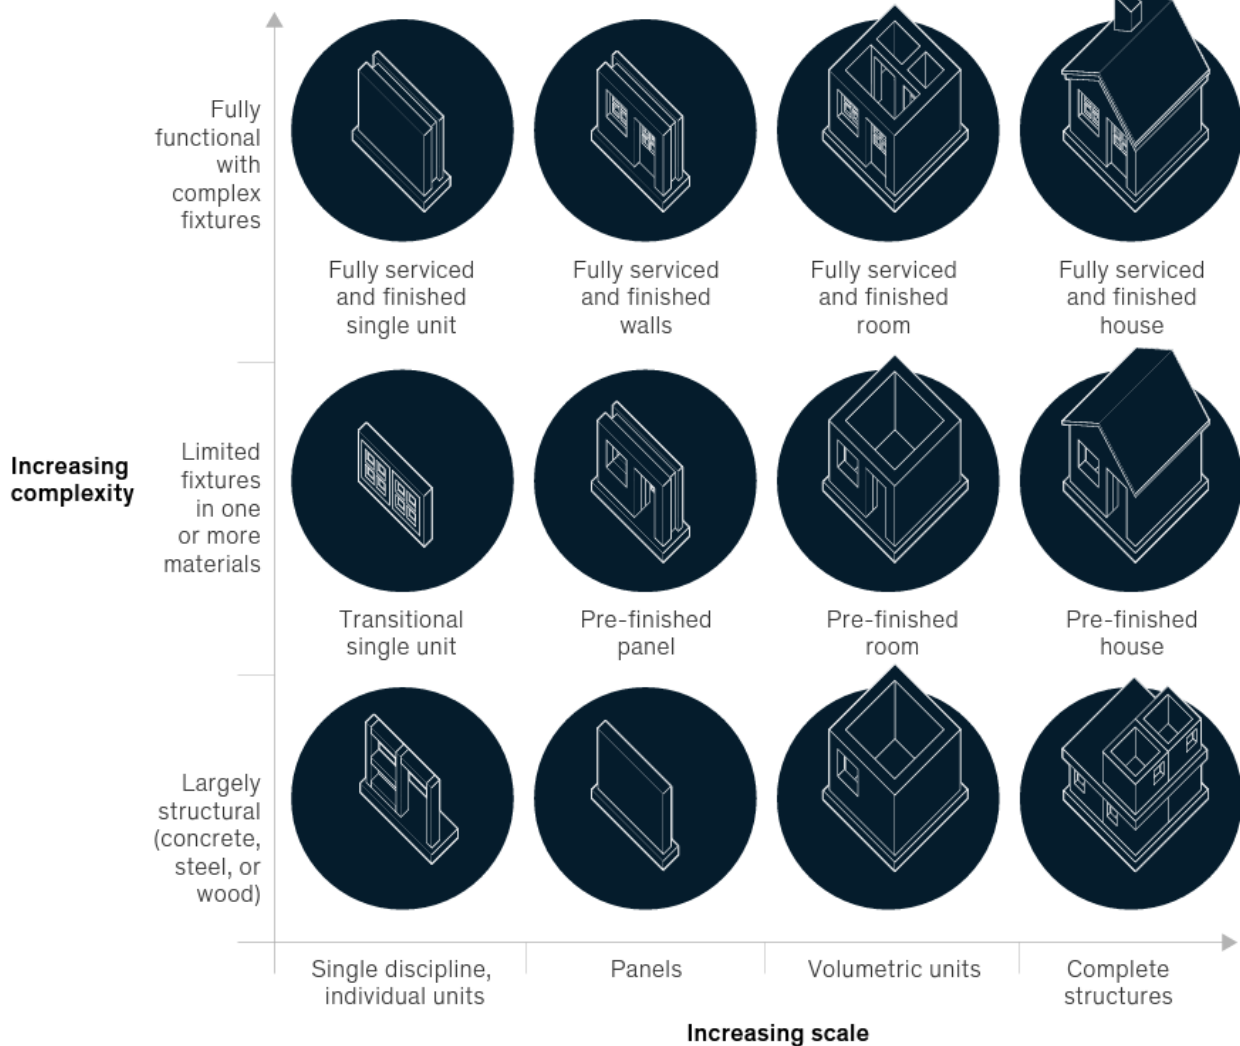 Fully
functional
with
complex
fixtures
Fully serviced
and finished
single unit
Fully serviced
and finished
walls
Fully serviced
and finished
room
Fully serviced
and finished
house
Increasing
complexity
Limited
fixtures
in one
or more
materials
Transitional
single unit
Pre-finished
panel
Pre-finished
room
Pre-finished
house
Largely
structural
(concrete,
steel, or
wood)
Single discipline,
individual units
Panels
Volumetric units
Complete
structures
Increasing scale